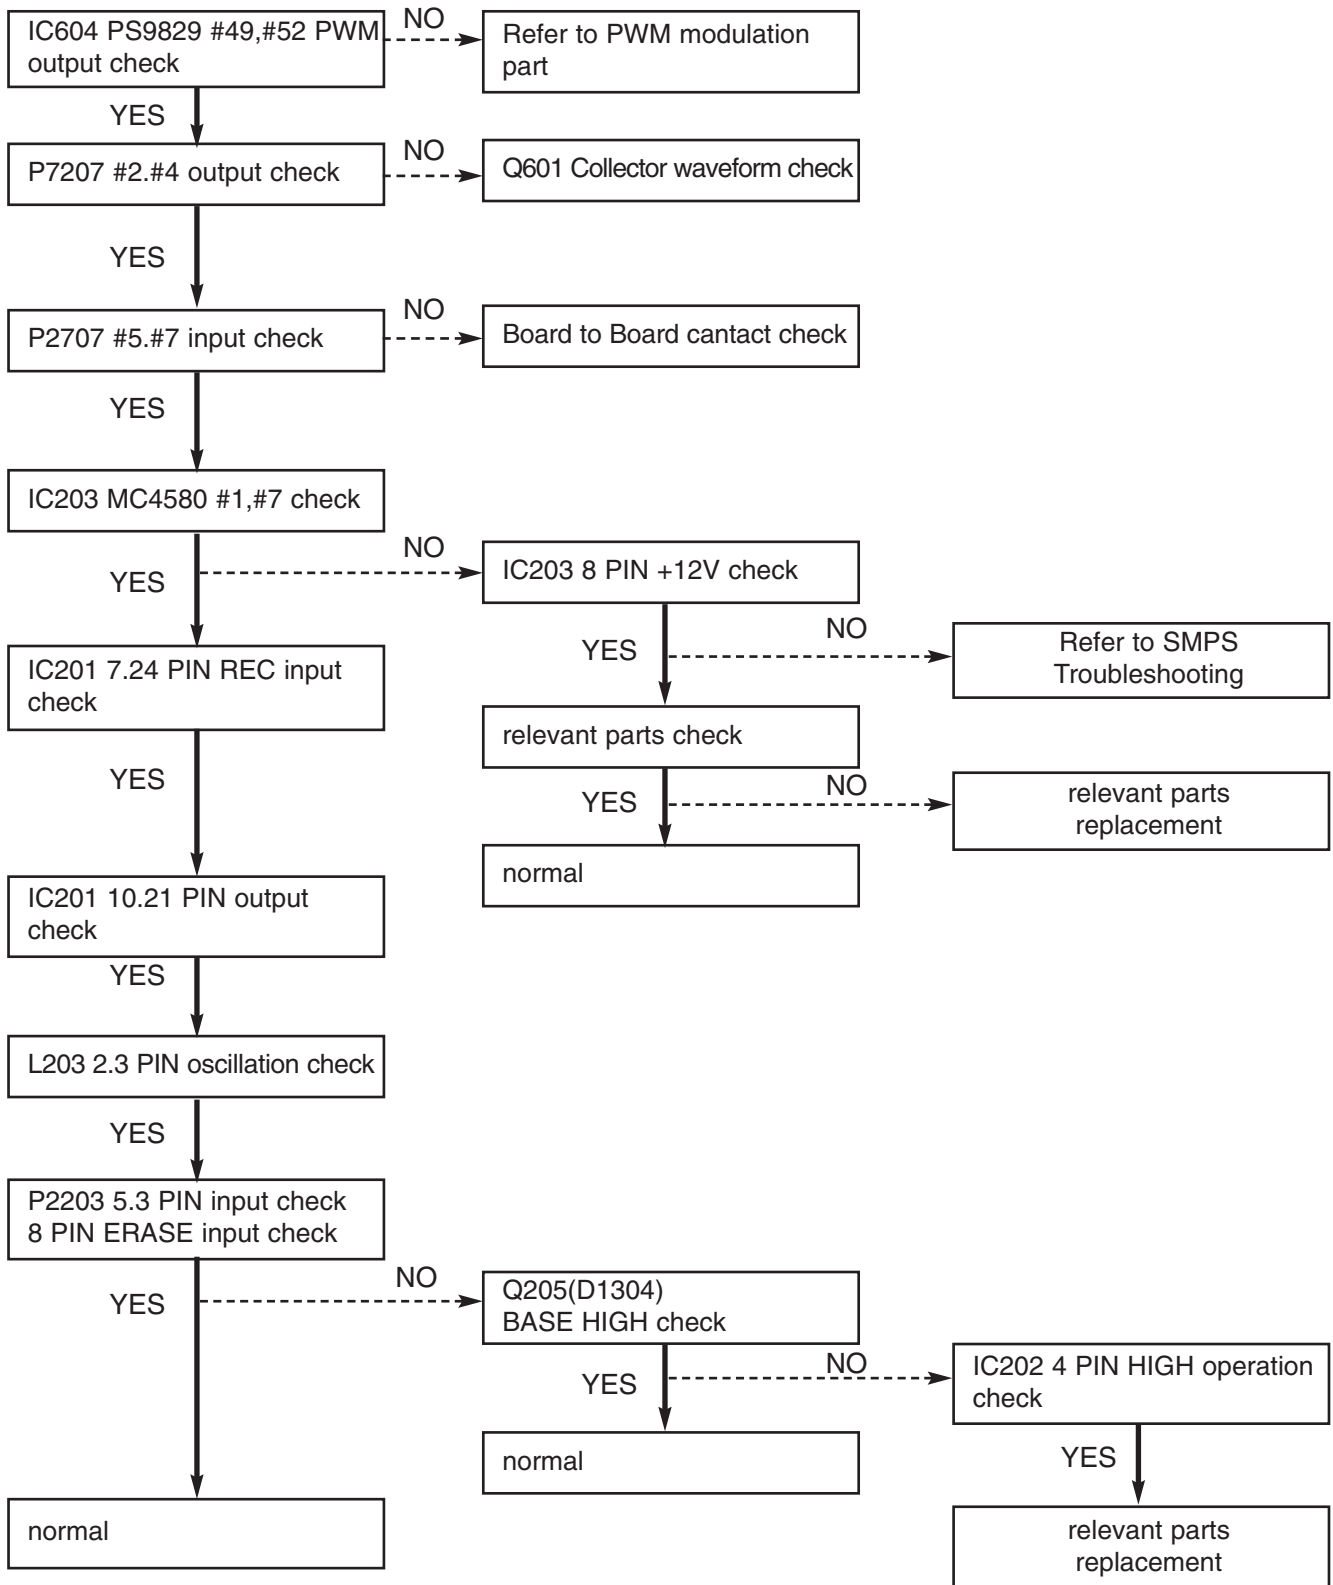 IC604 PS9829 #49,#52 PWM
output check
NO
Refer to PWM modulation
part
YES
P7207 #2.#4 output check
NO
Q601 Collector waveform check
YES
P2707 #5.#7 input check
NO
Board to Board cantact check
YES
IC203 MC4580 #1,#7 check
NO
IC203 8 PIN +12V check
YES
NO
Refer to SMPS
Troubleshooting
YES
IC201 7.24 PIN REC input
check
relevant parts check
YES
NO
relevant parts
replacement
YES
normal
IC201 10.21 PIN output
check
YES
L203 2.3 PIN oscillation check
YES
P2203 5.3 PIN input check
8 PIN ERASE input check
NO
Q205(D1304)
BASE HIGH check
YES
NO
IC202 4 PIN HIGH operation
check
YES
normal
YES
normal
relevant parts
replacement